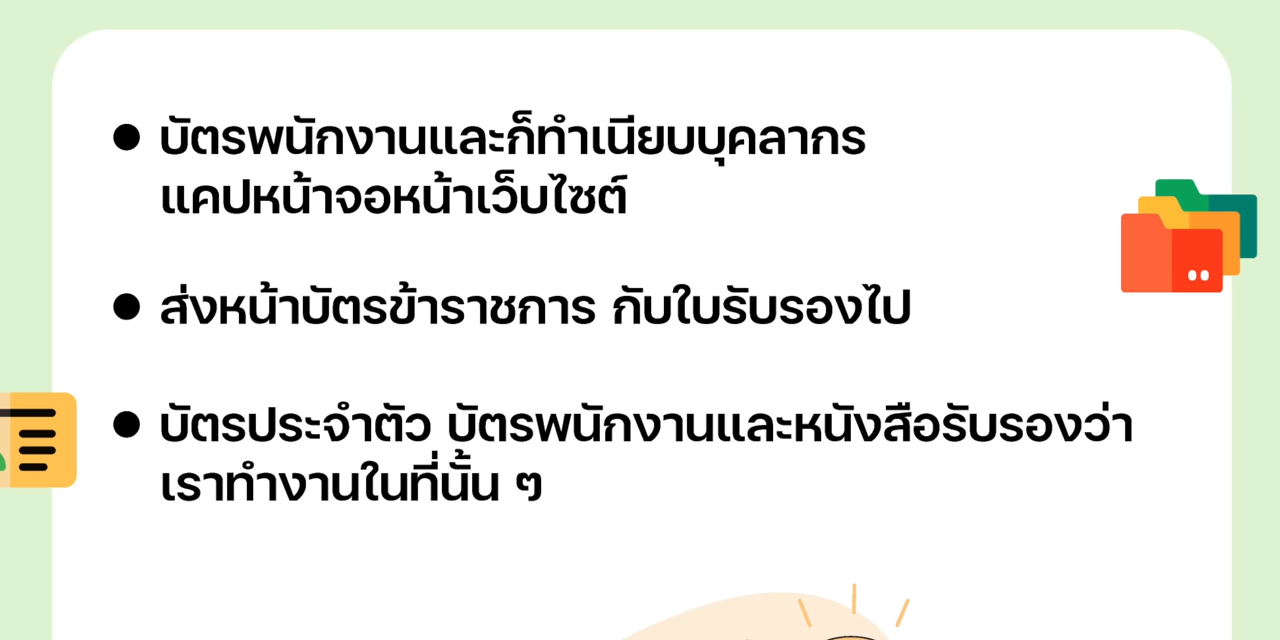 ● บัตรพนักงานและก็ทำเนียบบุคลากร
แคปหน้าจอหน้าเว็บไซต์
● ส่งหน้าบัตรข้าราชการ กับใบรับรองไป
● บัตรประจำตัว บัตรพนักงานและหนังสือรับรองว่า
เราทำงานในที่นั้น ๆ